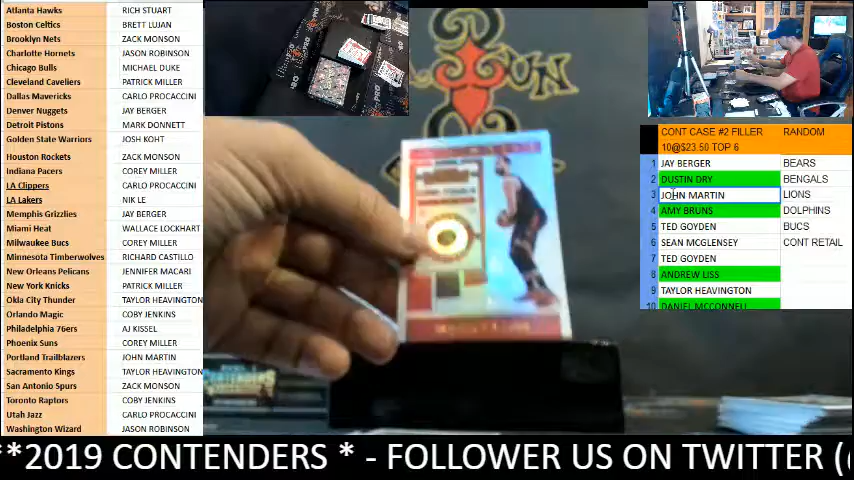 Atlanta Hawks RICH STUART
Boston Celtics BRETT LUJAN
Brooklyn Nets ZACK MONSON
Charlotte Hornets JASON ROBINSON
Chicago Bulls MICHAEL DUKE
Cleveland Caveliers PATRICK MILLER
Dallas Mavericks CARLO PROCACCINI
Denver Nuggets JAY BERGER
Detroit Pistons MARK DONNETT
Golden State Warriors JOSH KOHT
Houston Rockets ZACK MONSON
Indiana Pacers COREY MILLER
LA Clippers CARLO PROCACCINI
LA Lakers NIK LE
Memphis Grizzlies JAY BERGER
Miami Heat WALLACE LOCKHART
Milwaukee Bucs COREY MILLER
Minnesota Timberwolves RICHARD CASTILLO
New Orleans Pelicans JENNIFER MACARI
New York Knicks PATRICK MILLER
Okla City Thunder TAYLOR HEAVINGTON
Orlando Magic COBY JENKINS
Philadelphia 76ers AJ KISSEL
Phoenix Suns COREY MILLER
Portland Trailblazers JOHN MARTIN
Sacramento Kings TAYLOR HEAVINGTON
San Antonio Spurs ZACK MONSON
Toronto Raptors COBY JENKINS
Utah Jazz CARLO PROCACCINI
Washington Wizard JASON ROBINSON
CONT CASE #2 FILLER RANDOM
10@$23.50 TOP 6
1 JAY BERGER BEARS
2 DUSTIN DRY BENGALS
3 JOHN MARTIN LIONS
4 AMY BRUNS DOLPHINS
5 TED GOYDEN BUCS
6 SEAN MCGLENSEY CONT RETAIL
7 TED GOYDEN
8 ANDREW LISS
9 TAYLOR HEAVINGTON
10 DANIEL MCCONNELL
**2019 CONTENDERS * - FOLLOWER US ON TWITTER (